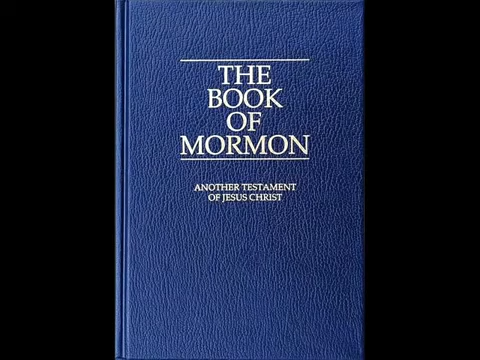 THE
BOOK
OF
MORMON
ANOTHER TESTAMENT
OF JESUS CHRIST